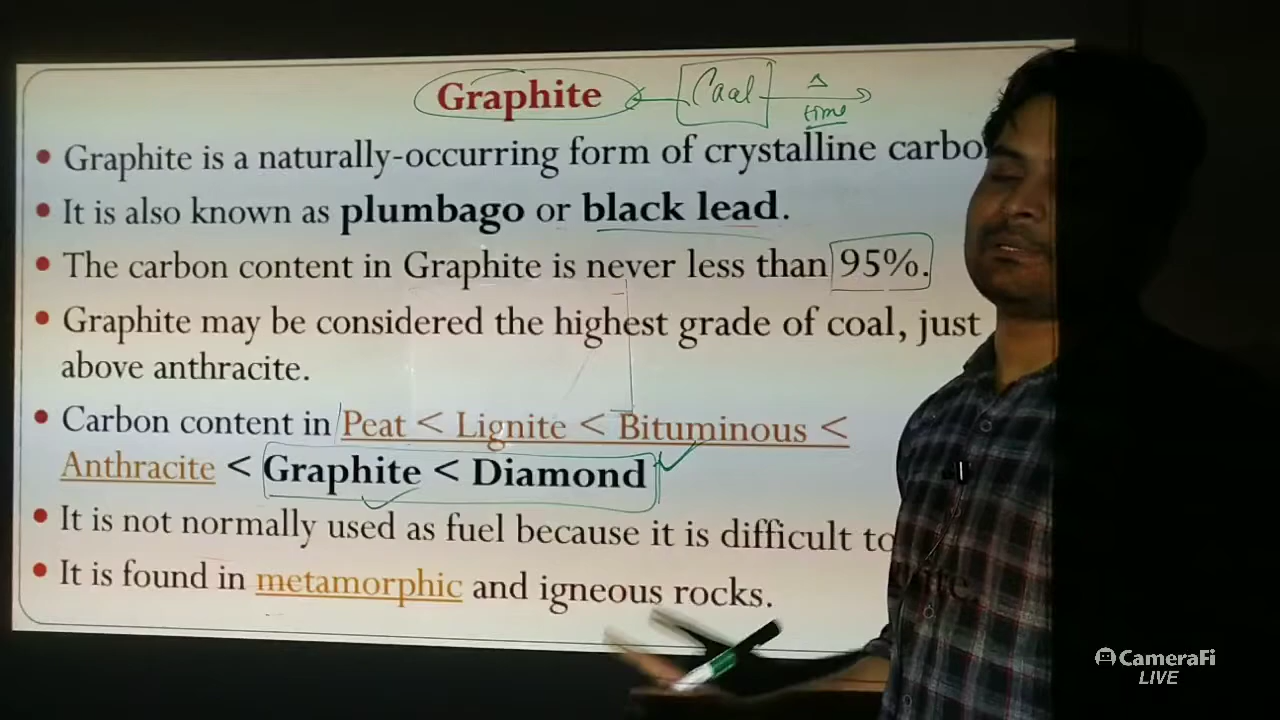 Graphite Coal Δ
time
• Graphite is a naturally-occurring form of crystalline carbo
• It is also known as plumbago or black lead.
• The carbon content in Graphite is never less than 95%.
• Graphite may be considered the highest grade of coal, just
above anthracite.
• Carbon content in Peat < Lignite < Bituminous <
Anthracite < Graphite < Diamond
• It is not normally used as fuel because it is difficult to
ite.
• It is found in metamorphic and igneous rocks.
CameraFi
LIVE